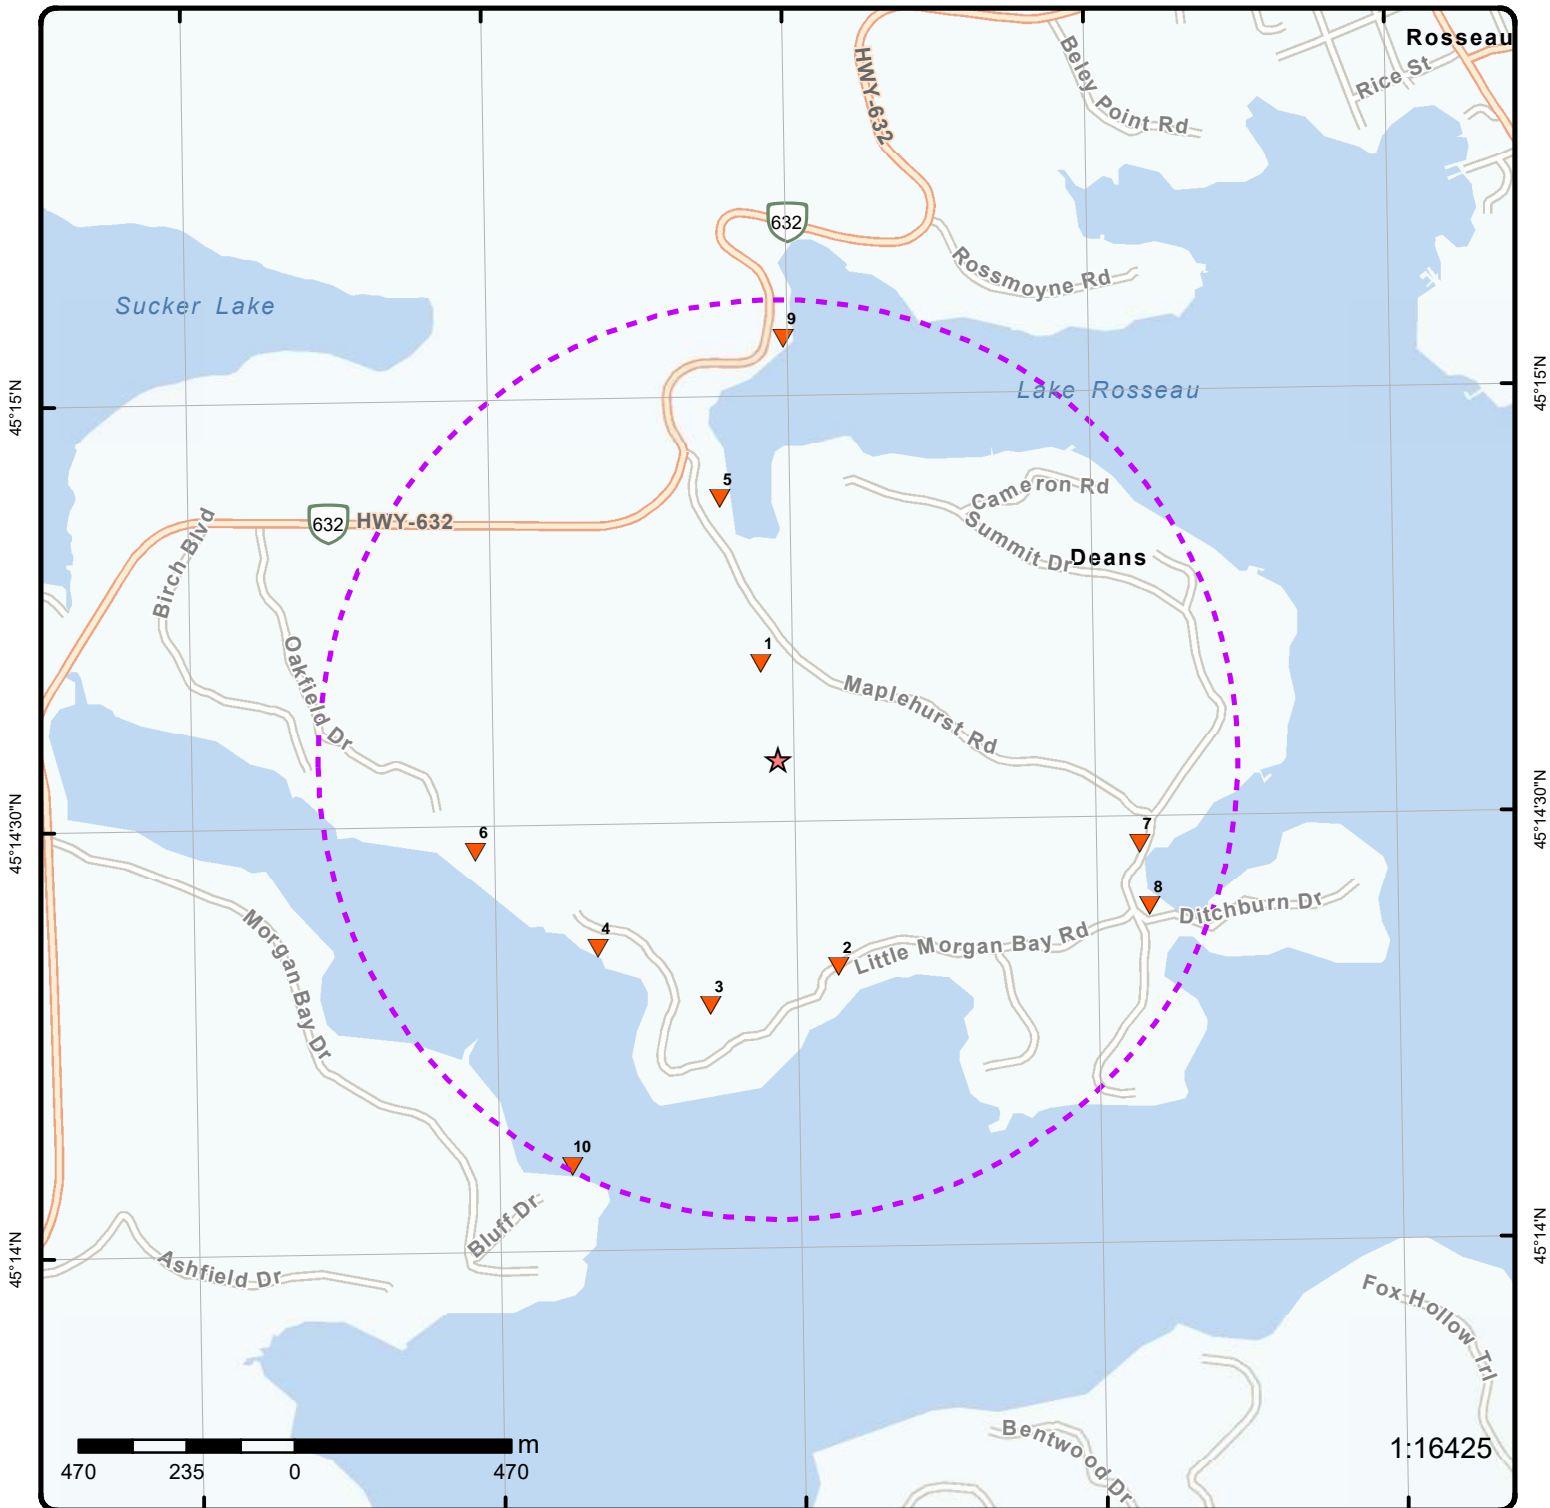 Rosseau
Rice St
Beley Point Rd
HWY-632
632
Rossmoyne Rd
Sucker Lake
9
Lake Rosseau
45°15'N
45°15'N
5
Cameron Rd
632
HWY-632
Birch Blvd
Summit Dr
Deans
Oakfield Dr
1
Maplehurst Rd
45°14'30"N
45°14'30"N
6
7
8
Ditchburn Dr
Morgan Bay Dr
4
2
Little Morgan Bay Rd
3
10
Bluff Dr
45°14'N
45°14'N
Ashfield Dr
Fox Hollow Trl
Bentwood Dr
m
470 235 0 470
1:16425